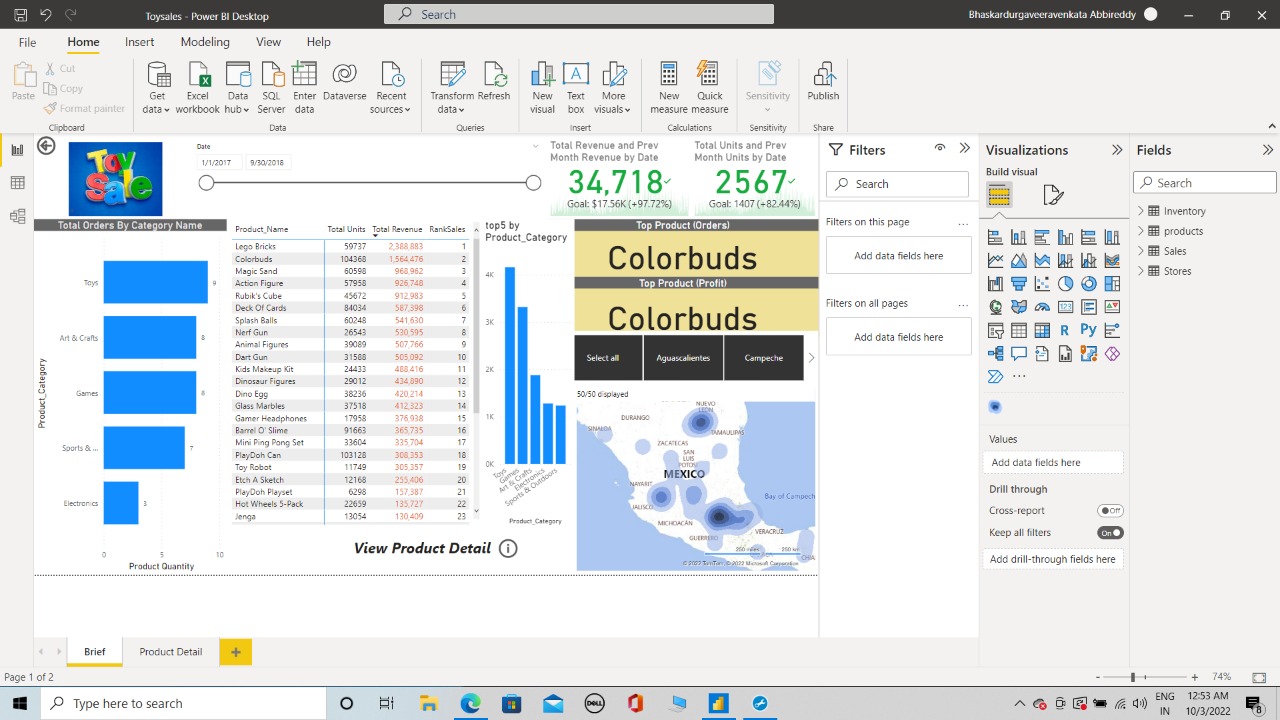 Toysales - Power BI Desktop
Search
Bhaskardurgaveeravenkata Abbireddy
File Home Insert Modeling View Help
Paste
Cut
Copy
Format painter
Get data
Excel workbook
Data hub
SQL Server
Enter data
Dataverse
Recent sources
Transform data
Refresh
New visual
Text box
More visuals
New measure
Quick measure
Sensitivity
Publish
Clipboard Data Queries Insert Calculations Sensitivity Share
Toy Sale
Date
1/1/2017 9/30/2018
Total Revenue and Prev
Month Revenue by Date
34,718
Goal: $17.56K (+97.72%)
Total Units and Prev
Month Units by Date
2567
Goal: 1407 (+82.44%)
Total Orders By Category Name
Product_Category
Toys 9
Art & Crafts 8
Games 8
Sports & ... 7
Electronics 3
0 5 10
Product Quantity
Product_Name Total Units Total Revenue RankSales
Lego Bricks 59737 2,388,883 1
Colorbuds 104368 1,564,476 2
Magic Sand 60598 968,962 3
Action Figure 57958 926,748 4
Rubik's Cube 45672 912,983 5
Deck Of Cards 84034 587,398 6
Splash Balls 60248 541,630 7
Nerf Gun 26543 530,595 8
Animal Figures 39089 507,766 9
Dart Gun 31588 505,092 10
Kids Makeup Kit 24433 488,416 11
Dinosaur Figures 29012 434,890 12
Dino Egg 38236 420,214 13
Glass Marbles 37518 412,323 14
Gamer Headphones 17958 376,938 15
Barrel O' Slime 91663 365,735 16
Mini Ping Pong Set 33604 335,704 17
PlayDoh Can 103128 308,353 18
Toy Robot 11749 305,357 19
Etch A Sketch 12168 255,406 20
PlayDoh Playset 6298 157,387 21
Hot Wheels 5-Pack 22659 135,727 22
Jenga 13054 130,409 23
top5 by
Product_Category
4K
3K
2K
1K
0K
Toys
Games
Art & Crafts
Electronics
Sports & Outdoors
Product_Category
View Product Detail
Top Product (Orders)
Colorbuds
Top Product (Profit)
Colorbuds
Select all Aguascalientes Campeche
50/50 displayed
NUEVO LEÓN
DURANGO
SINALOA
TAMAULIPAS
ZACATECAS
SAN LUIS POTOSÍ
MEXICO
NAYARIT
JALISCO
Bay of Campech
MICHOACÁN
VERACRUZ
GUERRERO
250 miles 250 km
CHIA
© 2022 TomTom, © 2022 Microsoft Corporation
Filters
Search
Filters on this page ...
Add data fields here
Filters on all pages ...
Add data fields here
Visualizations
Build visual
R Py
...
Values
Add data fields here
Drill through
Cross-report Off
Keep all filters On
Add drill-through fields here
Fields
Search
Inventory
products
Sales
Stores
Brief Product Detail +
Page 1 of 2
- + 74%
Type here to search
DELL
ENG
IN
12:53 AM
10/3/2022
8